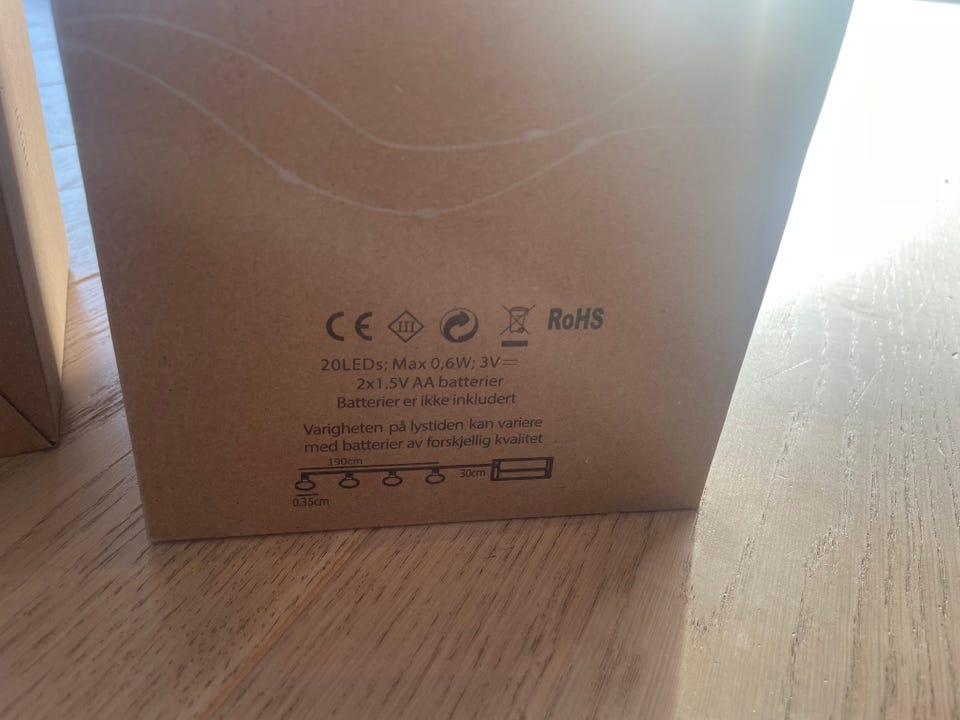 CE III RoHS
20LEDs; Max 0,6W; 3V⎓
2x1.5V AA batterier
Batterier er ikke inkludert
Varigheten på lystiden kan variere
med batterier av forskjellig kvalitet
190cm
30cm
0.35cm